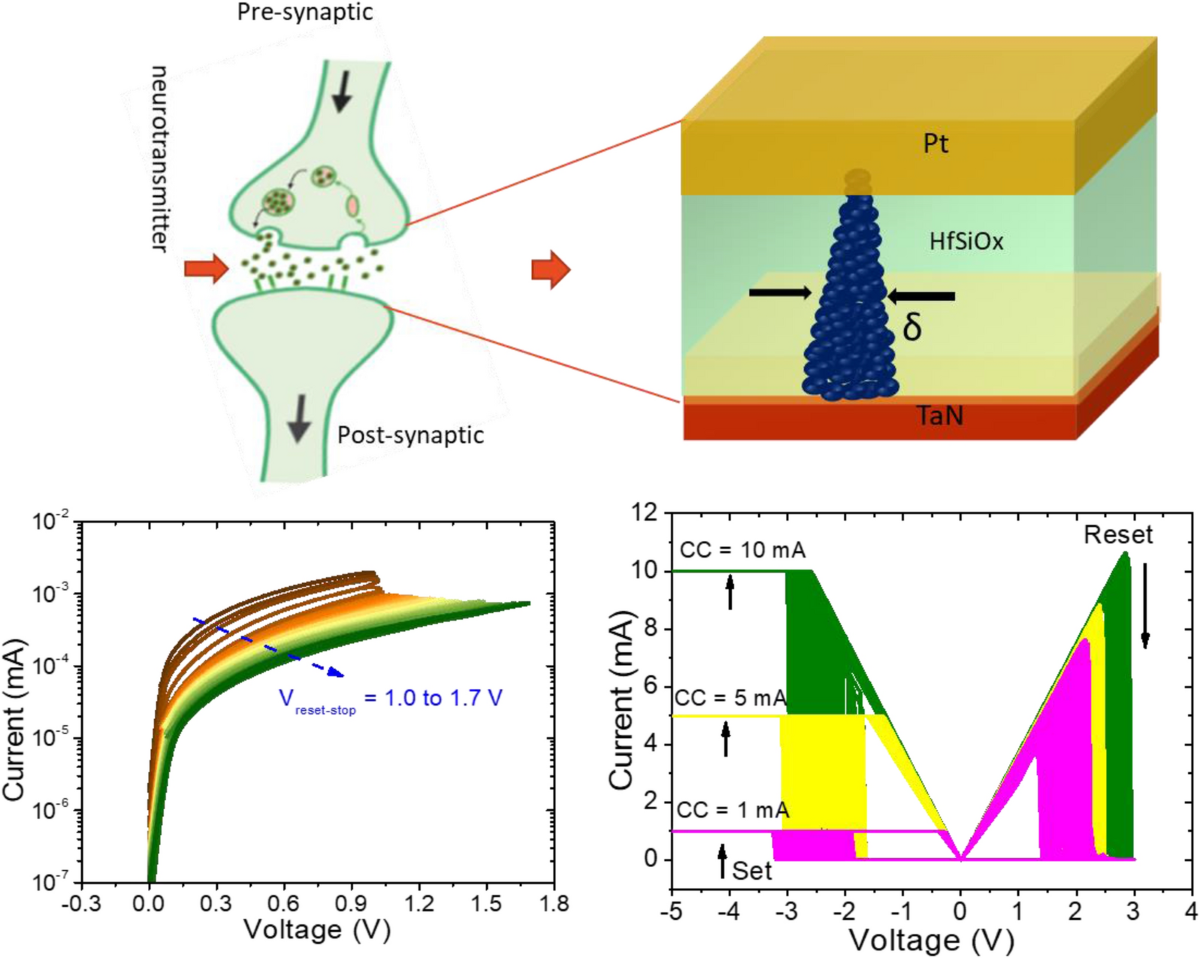 Pre-synaptic
neurotransmitter
Post-synaptic
Pt
HfSiOx
δ
TaN
10⁻²
10⁻³
10⁻⁴
10⁻⁵
10⁻⁶
10⁻⁷
Current (mA)
V reset-stop = 1.0 to 1.7 V
-0.3 0.0 0.3 0.6 0.9 1.2 1.5 1.8
Voltage (V)
12
10
8
6
4
2
0
Current (mA)
CC = 10 mA
Reset
CC = 5 mA
CC = 1 mA
Set
-5 -4 -3 -2 -1 0 1 2 3 4
Voltage (V)